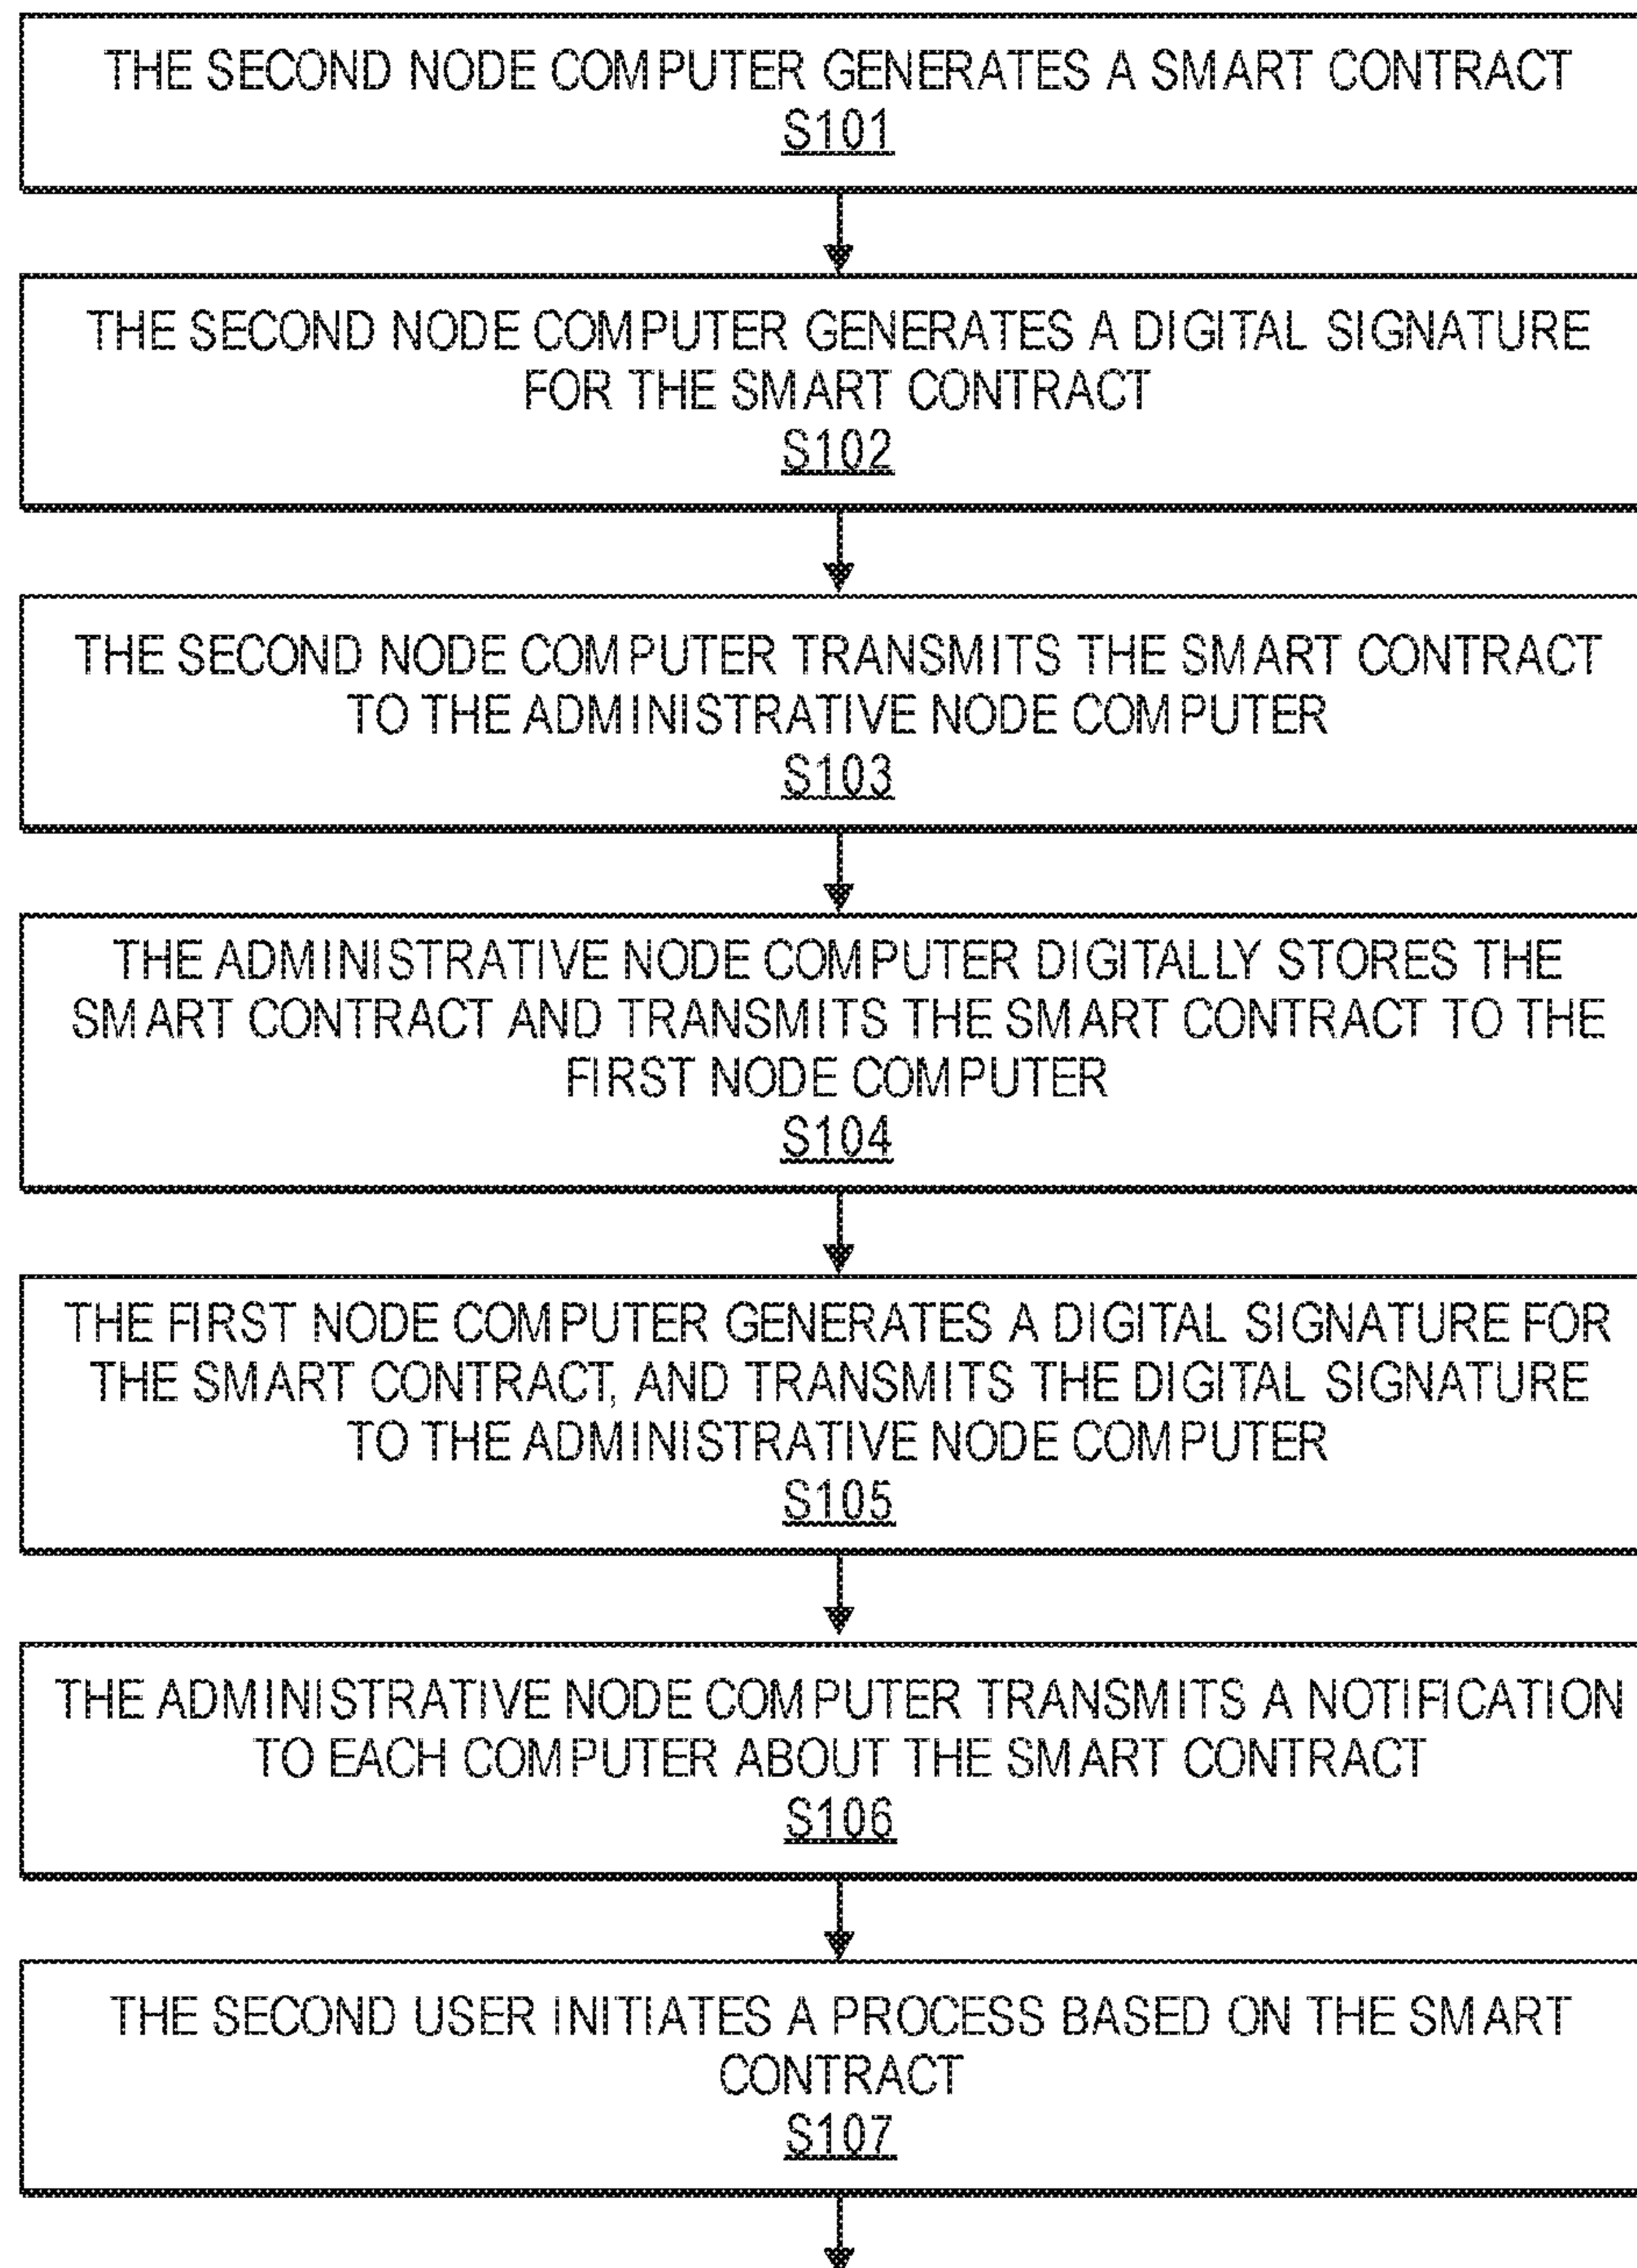 THE SECOND NODE COMPUTER GENERATES A SMART CONTRACT
S101
THE SECOND NODE COMPUTER GENERATES A DIGITAL SIGNATURE
FOR THE SMART CONTRACT
S102
THE SECOND NODE COMPUTER TRANSMITS THE SMART CONTRACT
TO THE ADMINISTRATIVE NODE COMPUTER
S103
THE ADMINISTRATIVE NODE COMPUTER DIGITALLY STORES THE
SMART CONTRACT AND TRANSMITS THE SMART CONTRACT TO THE
FIRST NODE COMPUTER
S104
THE FIRST NODE COMPUTER GENERATES A DIGITAL SIGNATURE FOR
THE SMART CONTRACT, AND TRANSMITS THE DIGITAL SIGNATURE
TO THE ADMINISTRATIVE NODE COMPUTER
S105
THE ADMINISTRATIVE NODE COMPUTER TRANSMITS A NOTIFICATION
TO EACH COMPUTER ABOUT THE SMART CONTRACT
S106
THE SECOND USER INITIATES A PROCESS BASED ON THE SMART
CONTRACT
S107